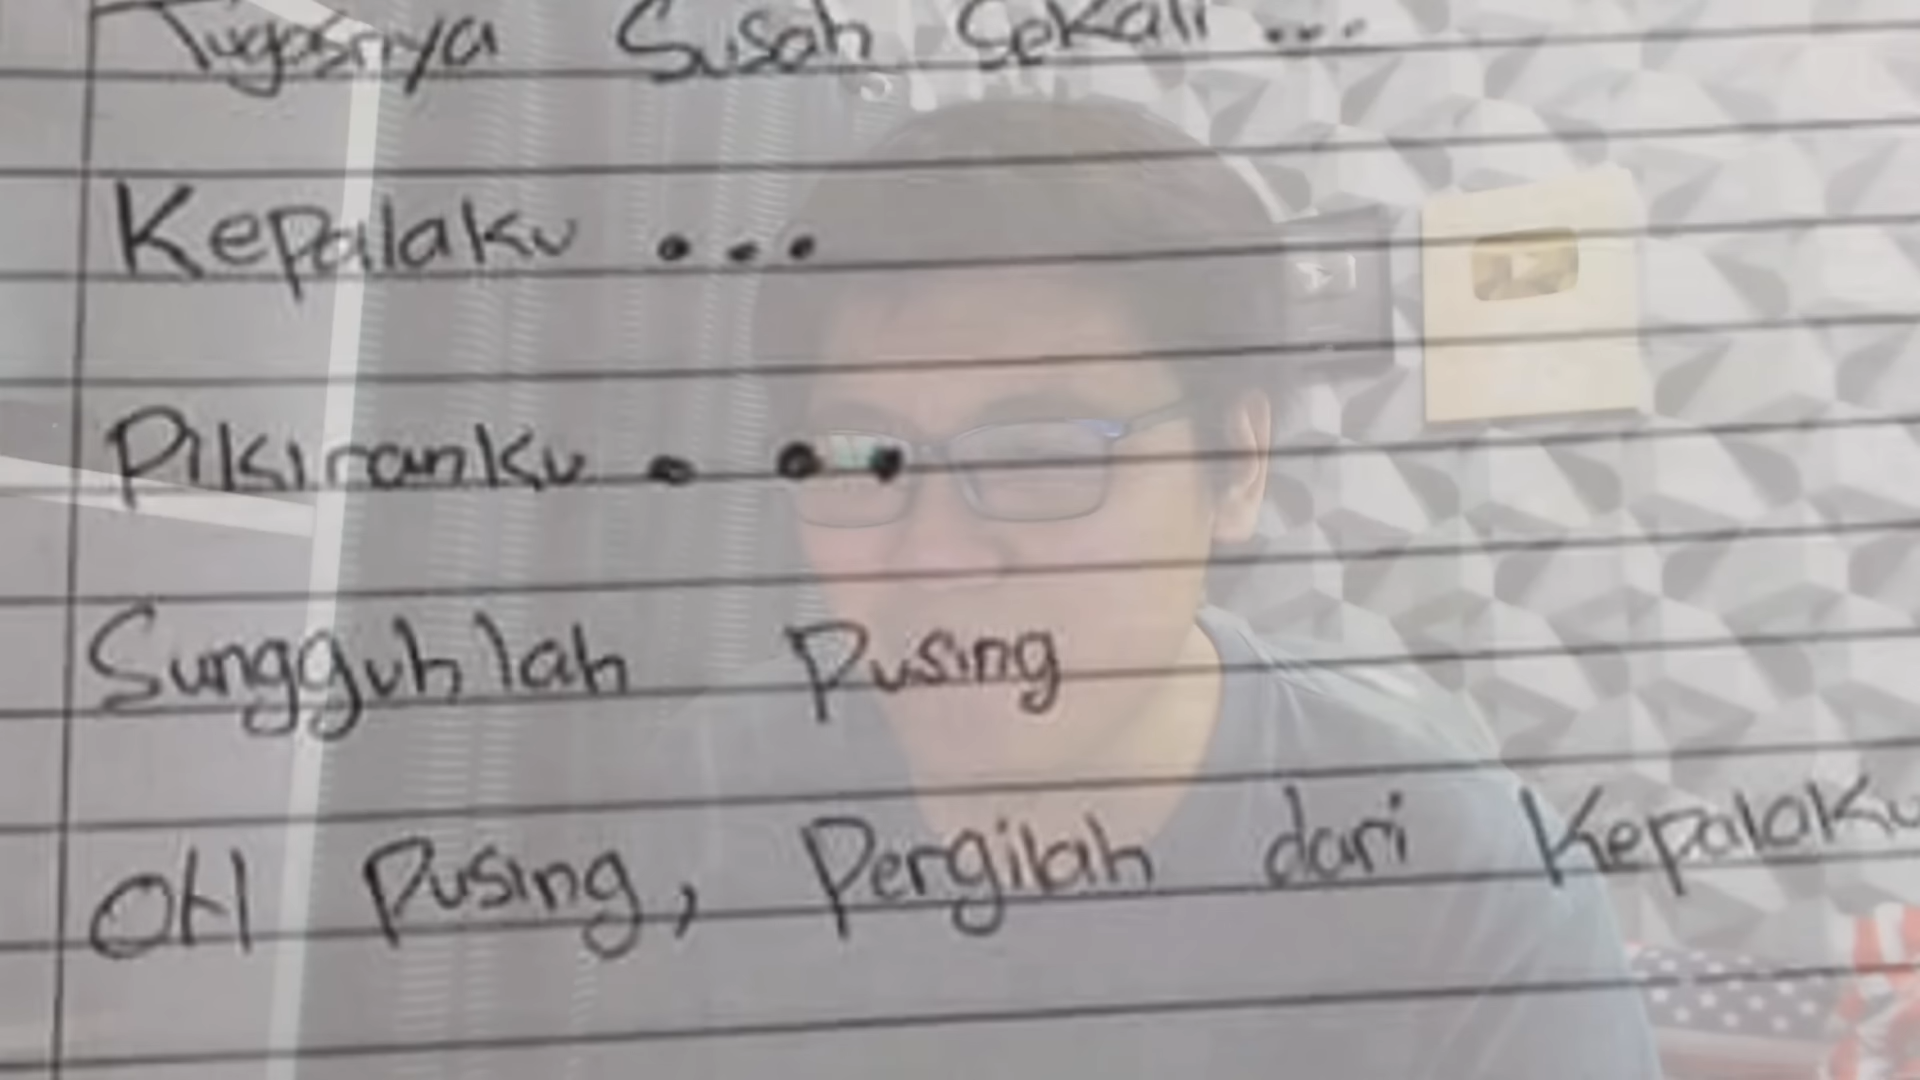 Tugasnya Susah Sekali ...
Kepalaku ...
Pikiranku ...
Sungguhlah Pusing
OH Pusing, Pergilah dari Kepalaku